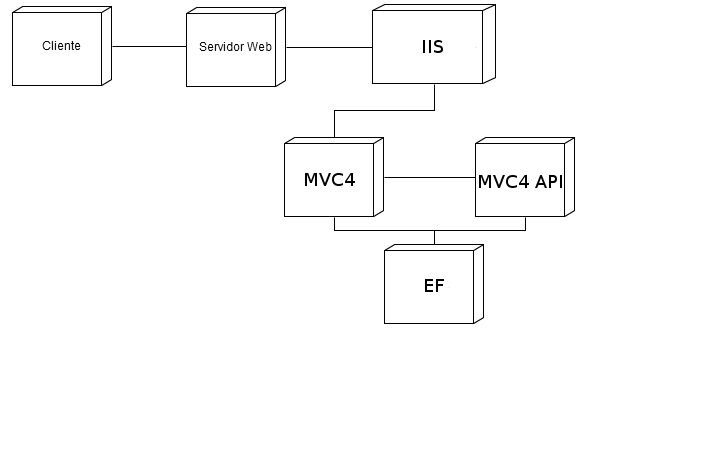 Cliente
Servidor Web
IIS
MVC4
MVC4 API
EF